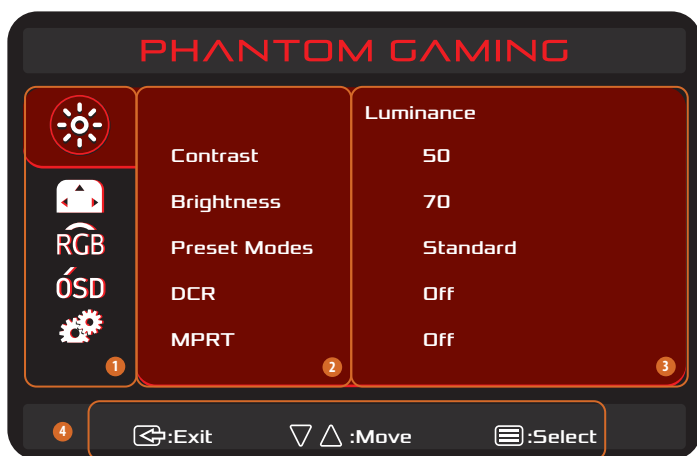 PHANTOM GAMING
Luminance
Contrast 50
Brightness 70
Preset Modes Standard
RGB
DCR Off
OSD
MPRT Off
1 2 3
4 :Exit :Move :Select